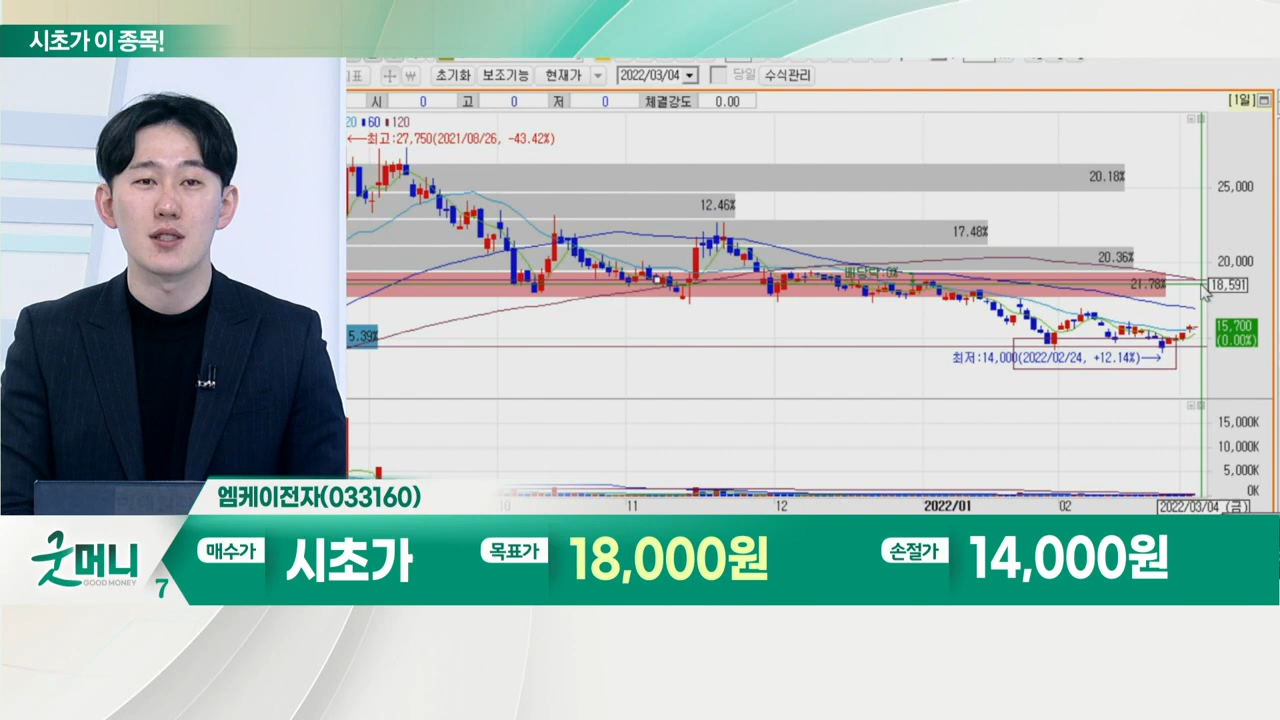 시초가 이 종목!
초기화 보조기능 현재가 2022/03/04 당일 수식관리
시 0 고 0 저 0 체결강도 0.00 [1일]
20 60 120
←최고:27,750(2021/08/26, -43.42%)
20.18%
25,000
12.46%
17.48%
20.36%
20,000
배당락:0%
21.78%
18,591
15,700
(0.00%)
5.39%
최저:14,000(2022/02/24, +12.14%)→
15,000K
10,000K
5,000K
0K
11 12 2022/01 02 2022/03/04 (금)
엠케이전자(033160)
굿머니
GOOD MONEY
7
매수가 시초가 목표가 18,000원 손절가 14,000원